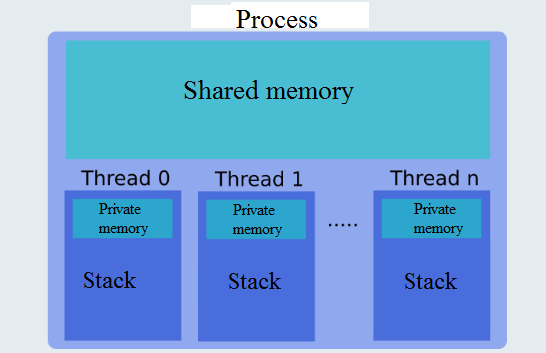 Process
Shared memory
Thread 0
Thread 1
Thread n
Private
memory
Private
memory
.....
Private
memory
Stack
Stack
Stack